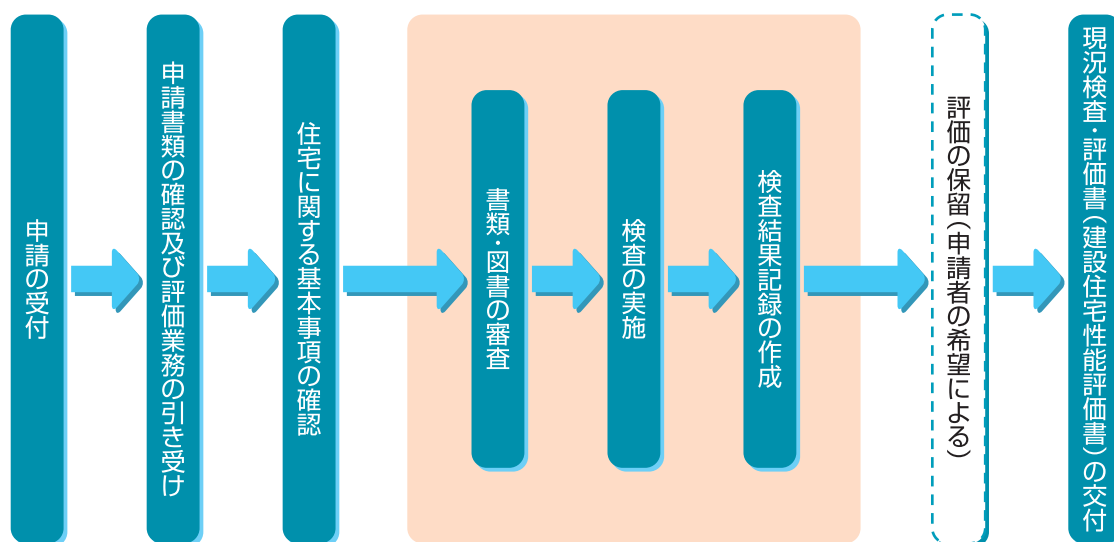 申請の受付
申請書類の確認及び評価業務の引き受け
住宅に関する基本事項の確認
書類・図書の審査
検査の実施
検査結果記録の作成
評価の保留(申請者の希望による)
現況検査・評価書(建設住宅性能評価書)の交付